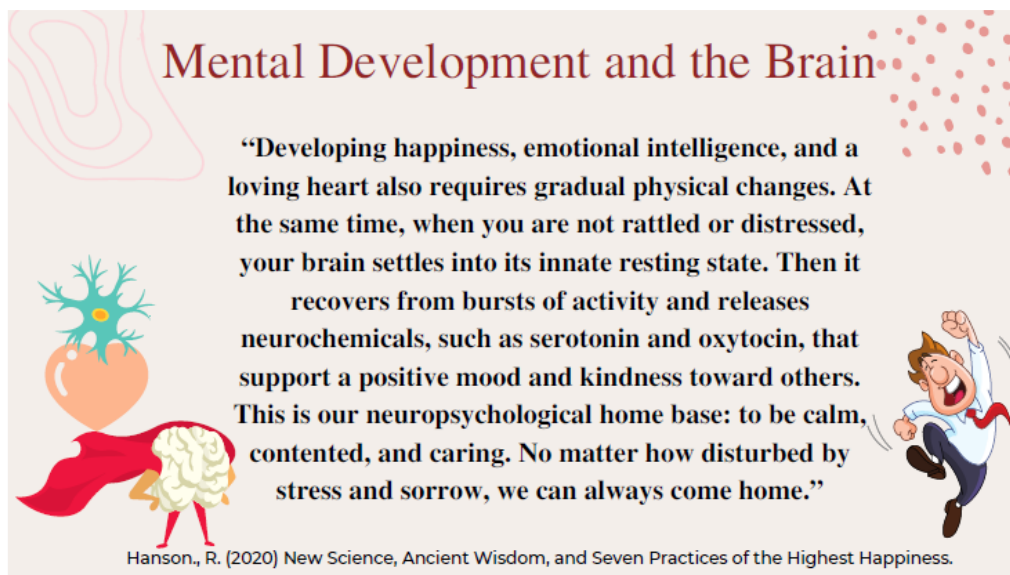 Mental Development and the Brain
“Developing happiness, emotional intelligence, and a
loving heart also requires gradual physical changes. At
the same time, when you are not rattled or distressed,
your brain settles into its innate resting state. Then it
recovers from bursts of activity and releases
neurochemicals, such as serotonin and oxytocin, that
support a positive mood and kindness toward others.
This is our neuropsychological home base: to be calm,
contented, and caring. No matter how disturbed by
stress and sorrow, we can always come home.”
Hanson., R. (2020) New Science, Ancient Wisdom, and Seven Practices of the Highest Happiness.